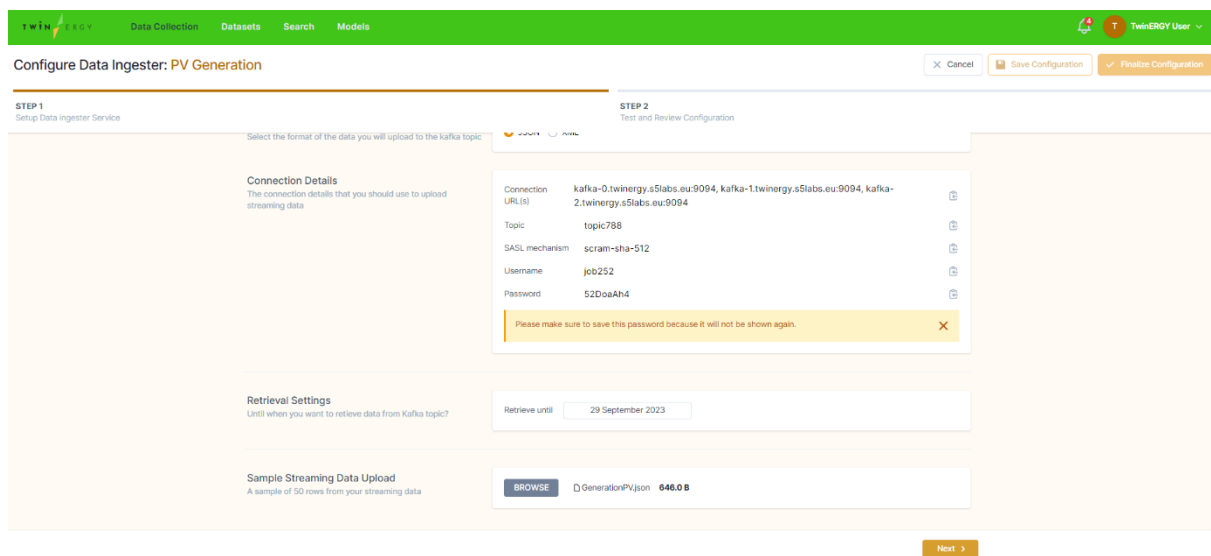 TWINERGY Data Collection Datasets Search Models 4 T TwinERGY User
Configure Data Ingester: PV Generation Cancel Save Configuration Finalize Configuration
STEP 1 STEP 2
Setup Data Ingester Service Test and Review Configuration
Select the format of the data you will upload to the kafka topic JSON XML
Connection Details
The connection details that you should use to upload
streaming data
Connection
URL(s)
kafka-0.twinergy.s5labs.eu:9094, kafka-1.twinergy.s5labs.eu:9094, kafka-
2.twinergy.s5labs.eu:9094
Topic topic788
SASL mechanism scram-sha-512
Username job252
Password 52DoaAh4
Please make sure to save this password because it will not be shown again.
Retrieval Settings
Until when you want to retieve data from Kafka topic?
Retrieve until 29 September 2023
Sample Streaming Data Upload
A sample of 50 rows from your streaming data
BROWSE GenerationPV.json 646.0 B
Next >